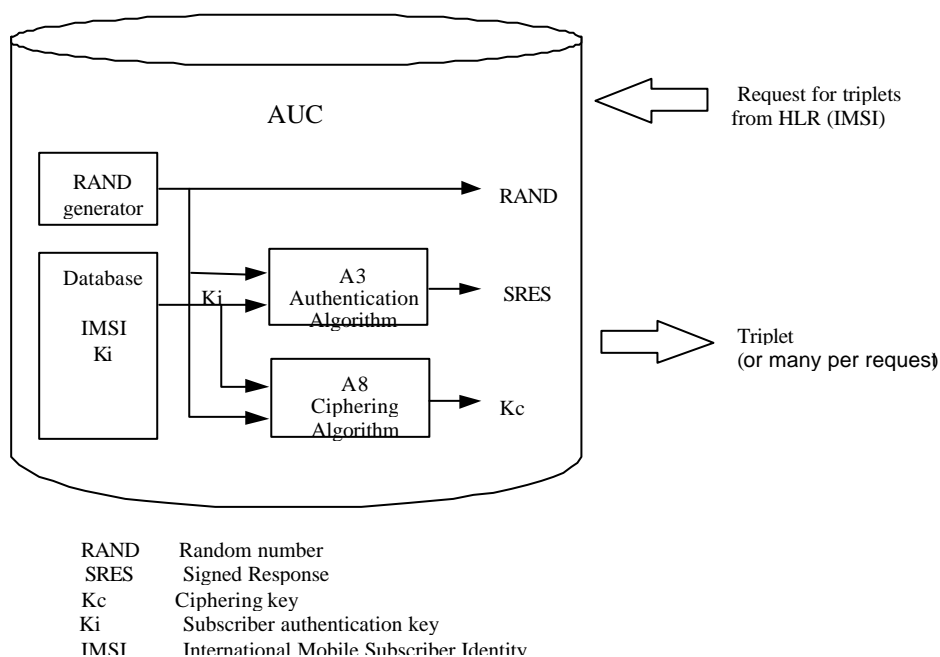 AUC
Request for triplets
from HLR (IMSI)
RAND
generator
RAND
Database
IMSI
Ki
Ki
A3
Authentication
Algorithm
SRES
A8
Ciphering
Algorithm
Kc
Triplet
(or many per request)
RAND Random number
SRES Signed Response
Kc Ciphering key
Ki Subscriber authentication key
IMSI International Mobile Subscriber Identity